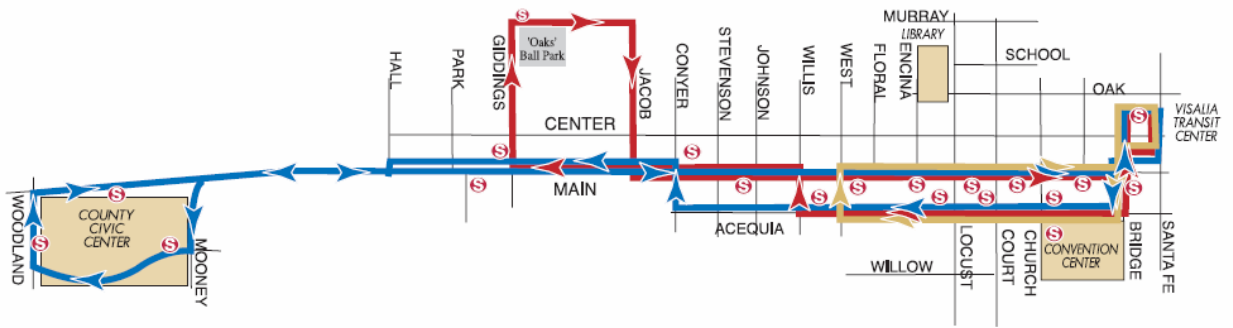 MURRAY
LIBRARY
SCHOOL
OAK
VISALIA
TRANSIT
CENTER
S
'Oaks'
Ball Park
HALL
PARK
GIDDINGS
JACOB
CONYER
STEVENSON
JOHNSON
WILLIS
WEST
FLORAL
ENCINA
CENTER
S
S
S
MAIN
S
S
S
S
S
S
S
S
S
S
S
ACEQUIA
WOODLAND
COUNTY
CIVIC
CENTER
S
S
S
MOONEY
WILLOW
LOCUST
COURT
CHURCH
S
CONVENTION
CENTER
BRIDGE
SANTA FE